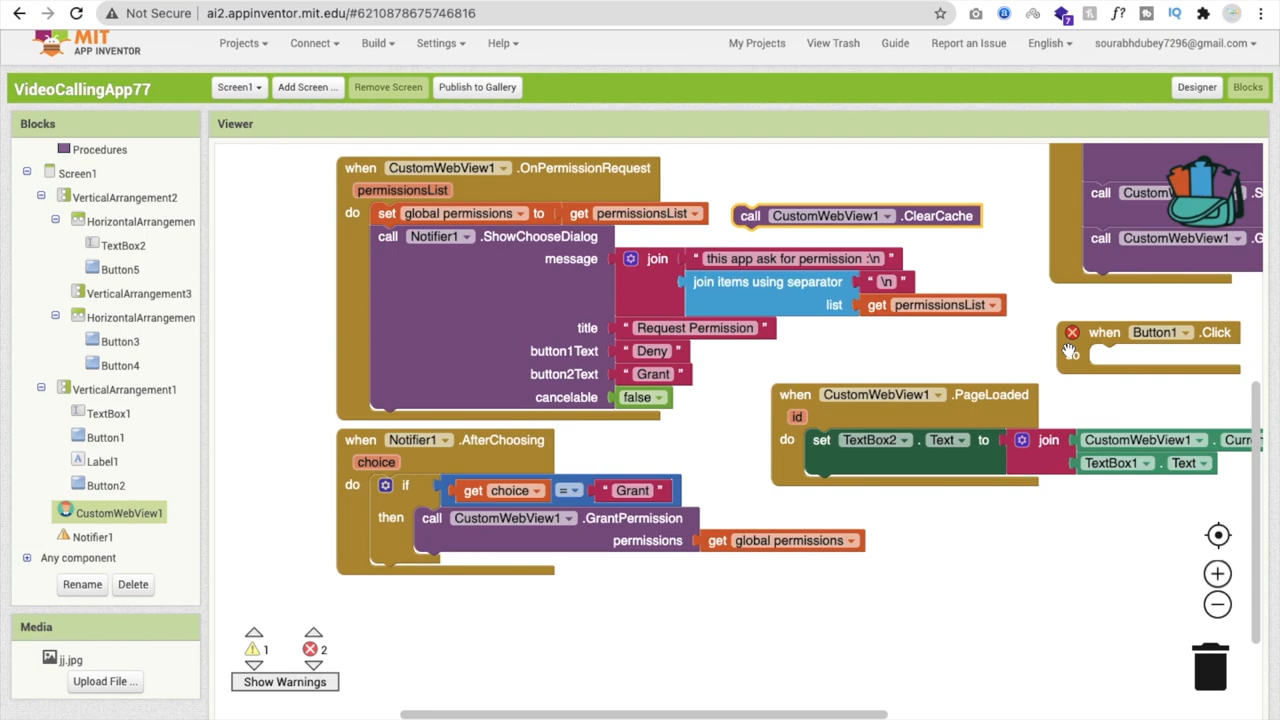 Not Secure | ai2.appinventor.mit.edu/#6210878675746816
7
MIT
APP INVENTOR
Projects
Connect
Build
Settings
Help
My Projects
View Trash
Guide
Report an Issue
English
sourabhdubey7296@gmail.com
VideoCallingApp77
Screen1
Add Screen ...
Remove Screen
Publish to Gallery
Designer
Blocks
Blocks
Procedures
Screen1
VerticalArrangement2
HorizontalArrangemen
TextBox2
Button5
VerticalArrangement3
HorizontalArrangemen
Button3
Button4
VerticalArrangement1
TextBox1
Button1
Label1
Button2
CustomWebView1
Notifier1
Any component
Rename
Delete
Media
jj.jpg
Upload File ...
Viewer
when CustomWebView1 .OnPermissionRequest
permissionsList
do set global permissions to get permissionsList
call Notifier1 .ShowChooseDialog
message join " this app ask for permission :\n "
join items using separator " \n "
list get permissionsList
title " Request Permission "
button1Text " Deny "
button2Text " Grant "
cancelable false
when Notifier1 .AfterChoosing
choice
do if get choice = " Grant "
then call CustomWebView1 .GrantPermission
permissions get global permissions
call CustomWebView1 .ClearCache
call Custom
call CustomWebView1 .G
when Button1 .Click
when CustomWebView1 .PageLoaded
id
do set TextBox2 . Text to join CustomWebView1 . Curre
TextBox1 . Text
1
2
Show Warnings